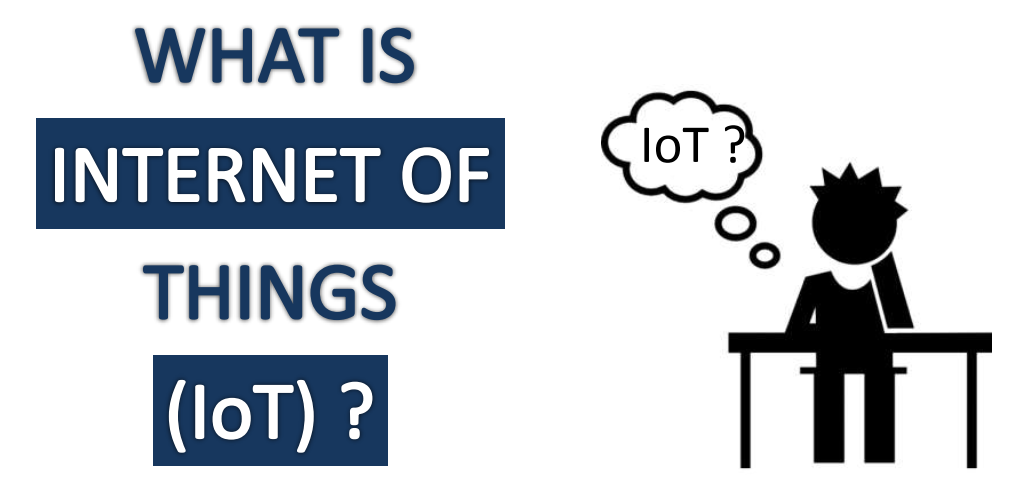 WHAT IS
INTERNET OF
THINGS
(IoT) ?
IoT ?